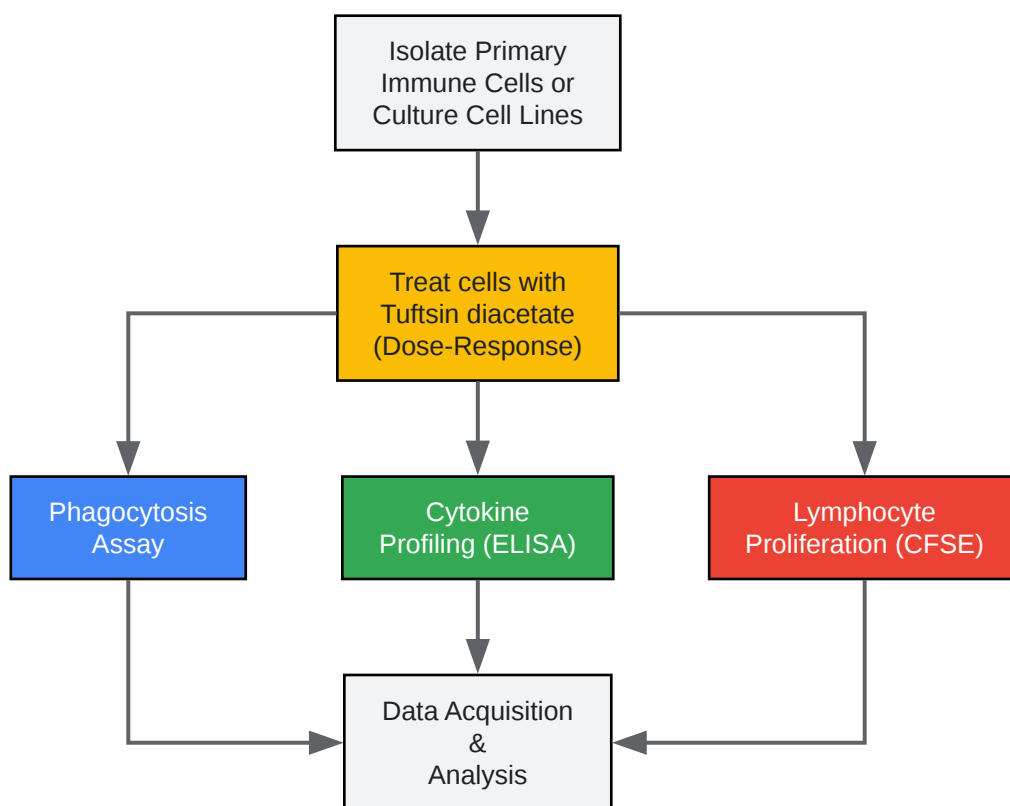 Isolate Primary
Immune Cells or
Culture Cell Lines
Treat cells with
Tuftsin diacetate
(Dose-Response)
Phagocytosis
Assay
Cytokine
Profiling (ELISA)
Lymphocyte
Proliferation (CFSE)
Data Acquisition
&
Analysis